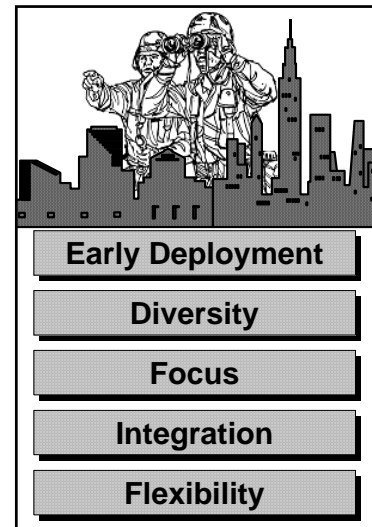 Early Deployment
Diversity
Focus
Integration
Flexibility